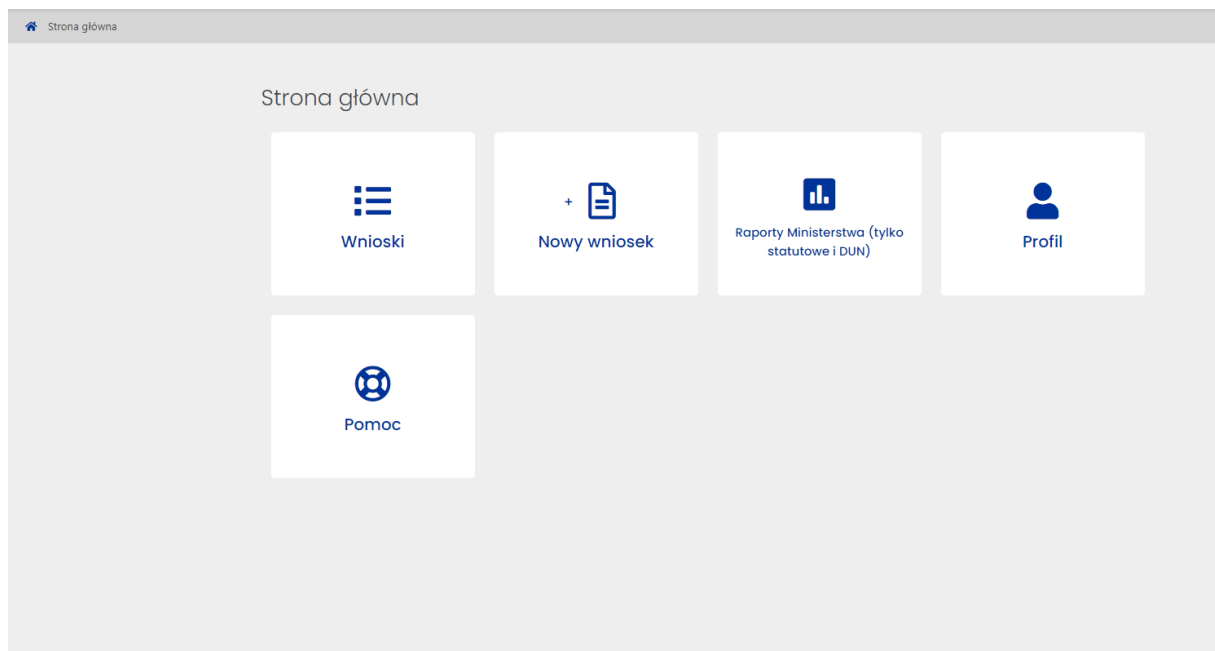 Strona główna
Strona główna
Wnioski
+
Nowy wniosek
Raporty Ministerstwa (tylko
statutowe i DUN)
Profil
Pomoc